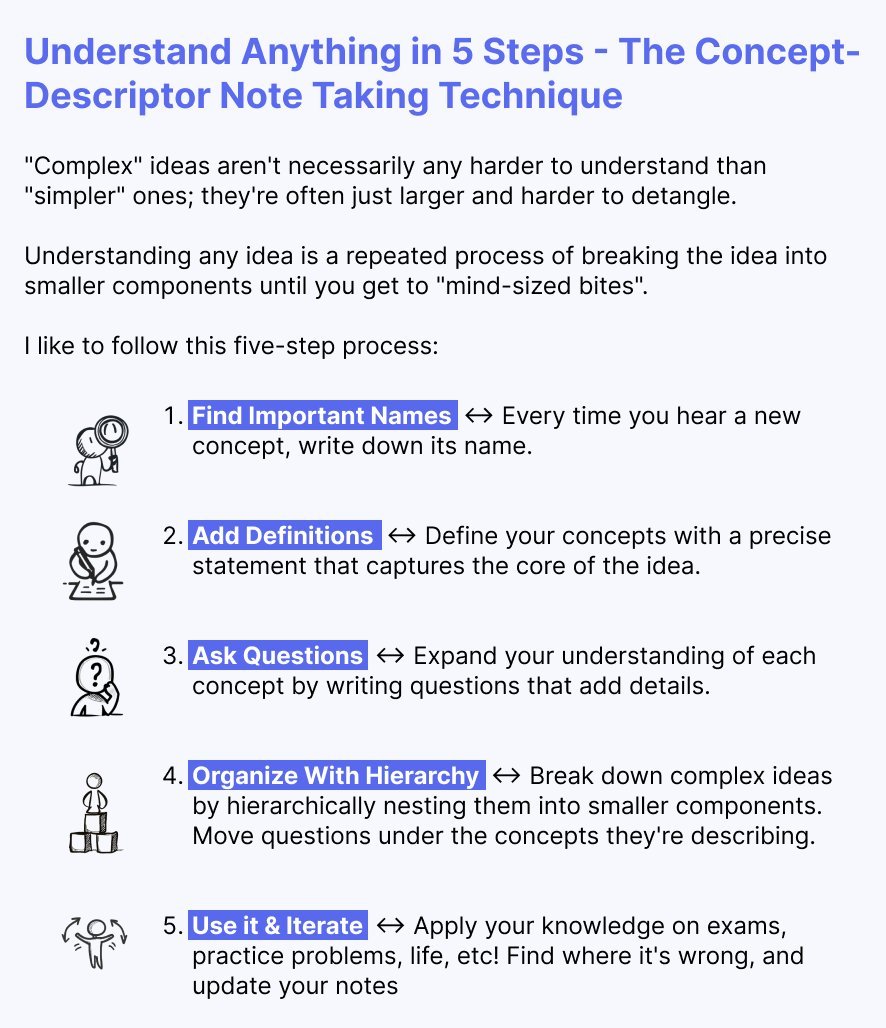 Understand Anything in 5 Steps - The Concept-
Descriptor Note Taking Technique
"Complex" ideas aren't necessarily any harder to understand than
"simpler" ones; they're often just larger and harder to detangle.
Understanding any idea is a repeated process of breaking the idea into
smaller components until you get to "mind-sized bites".
I like to follow this five-step process:
1. Find Important Names ↔ Every time you hear a new
concept, write down its name.
2. Add Definitions ↔ Define your concepts with a precise
statement that captures the core of the idea.
3. Ask Questions ↔ Expand your understanding of each
concept by writing questions that add details.
4. Organize With Hierarchy ↔ Break down complex ideas
by hierarchically nesting them into smaller components.
Move questions under the concepts they're describing.
5. Use it & Iterate ↔ Apply your knowledge on exams,
practice problems, life, etc! Find where it's wrong, and
update your notes